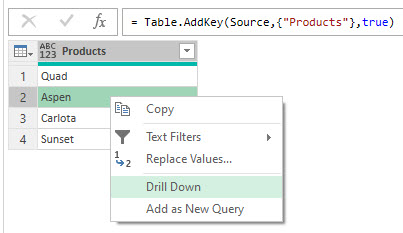 fx
= Table.AddKey(Source,{"Products"},true)
ABC
123
Products
1
Quad
2
Aspen
3
Carlota
4
Sunset
Copy
Text Filters
1
2
Replace Values...
Drill Down
Add as New Query